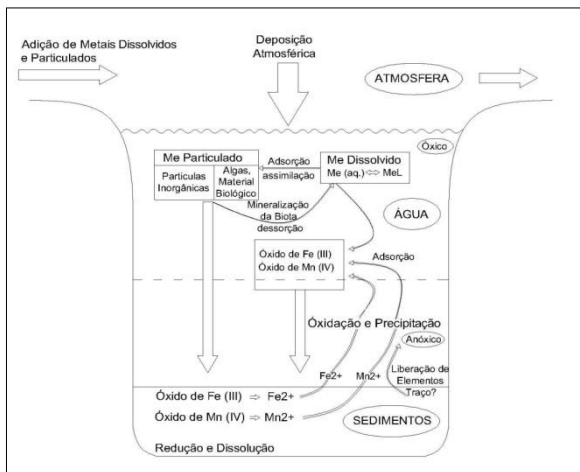 Adição de Metais Dissolvidos
e Particulados
Deposição
Atmosférica
ATMOSFERA
Óxico
Me Particulado
Partículas
Inorgânicas
Algas,
Material
Biológico
Adsorção
assimilação
Me Dissolvido
Me (aq.) ⇔ MeL
Mineralização
da Biota
dessorção
ÁGUA
Óxido de Fe (III)
Óxido de Mn (IV)
Adsorção
Óxidação e Precipitação
Anóxico
Fe2+
Mn2+
Liberação de
Elementos
Traço?
Óxido de Fe (III) ⇒ Fe2+
Óxido de Mn (IV) ⇒ Mn2+
SEDIMENTOS
Redução e Dissolução